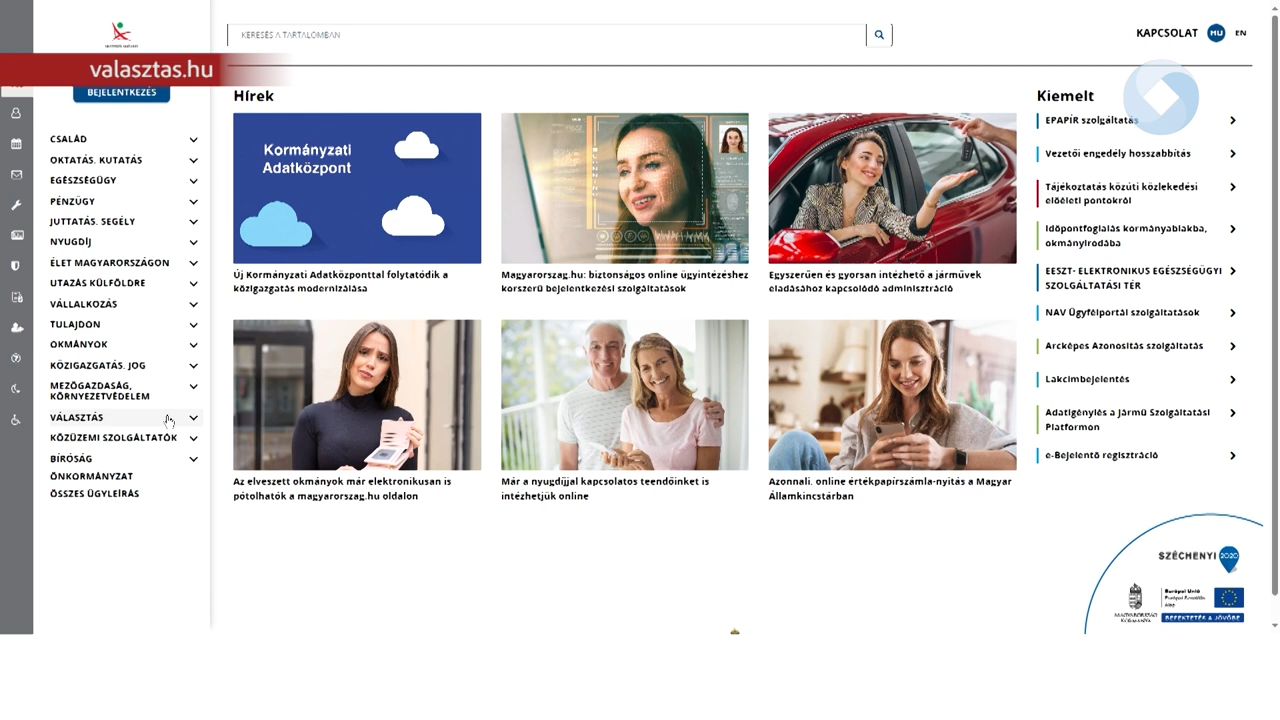 KERESÉS A TARTALOMBAN
KAPCSOLAT
HU
EN
valasztas.hu
BEJELENTKEZÉS
CSALÁD
OKTATÁS, KUTATÁS
EGÉSZSÉGÜGY
PÉNZÜGY
JUTTATÁS, SEGÉLY
NYUGDÍJ
ÉLET MAGYARORSZÁGON
UTAZÁS KÜLFÖLDRE
VÁLLALKOZÁS
TULAJDON
OKMÁNYOK
KÖZIGAZGATÁS, JOG
MEZŐGAZDASÁG,
KÖRNYEZETVÉDELEM
VÁLASZTÁS
KÖZÜZEMI SZOLGÁLTATÓK
BÍRÓSÁG
ÖNKORMÁNYZAT
ÖSSZES ÜGYLEÍRÁS
Hírek
Kormányzati
Adatközpont
Új Kormányzati Adatközponttal folytatódik a
közigazgatás modernizálása
Magyarorszag.hu: biztonságos online ügyintézéshez
korszerű bejelentkezési szolgáltatások
Egyszerűen és gyorsan intézhető a járművek
eladásához kapcsolódó adminisztráció
Az elveszett okmányok már elektronikusan is
pótolhatók a magyarorszag.hu oldalon
Már a nyugdíjjal kapcsolatos teendőinket is
intézhetjük online
Azonnali, online értékpapírszámla-nyitás a Magyar
Államkincstárban
Kiemelt
EPAPÍR szolgáltatás
Vezetői engedély hosszabbítás
Tájékoztatás közúti közlekedési
előéleti pontokról
Időpontfoglalás kormányablakba,
okmányirodába
EESZT- ELEKTRONIKUS EGÉSZSÉGÜGYI
SZOLGÁLTATÁSI TÉR
NAV Ügyfélportál szolgáltatások
Arcképes Azonosítás szolgáltatás
Lakcímbejelentés
Adatigénylés a Jármű Szolgáltatási
Platformon
e-Bejelentő regisztráció
SZÉCHENYI 2020
MAGYARORSZÁG
KORMÁNYA
Európai Unió
Európai Szociális
Alap
BEFEKTETÉS A JÖVŐBE